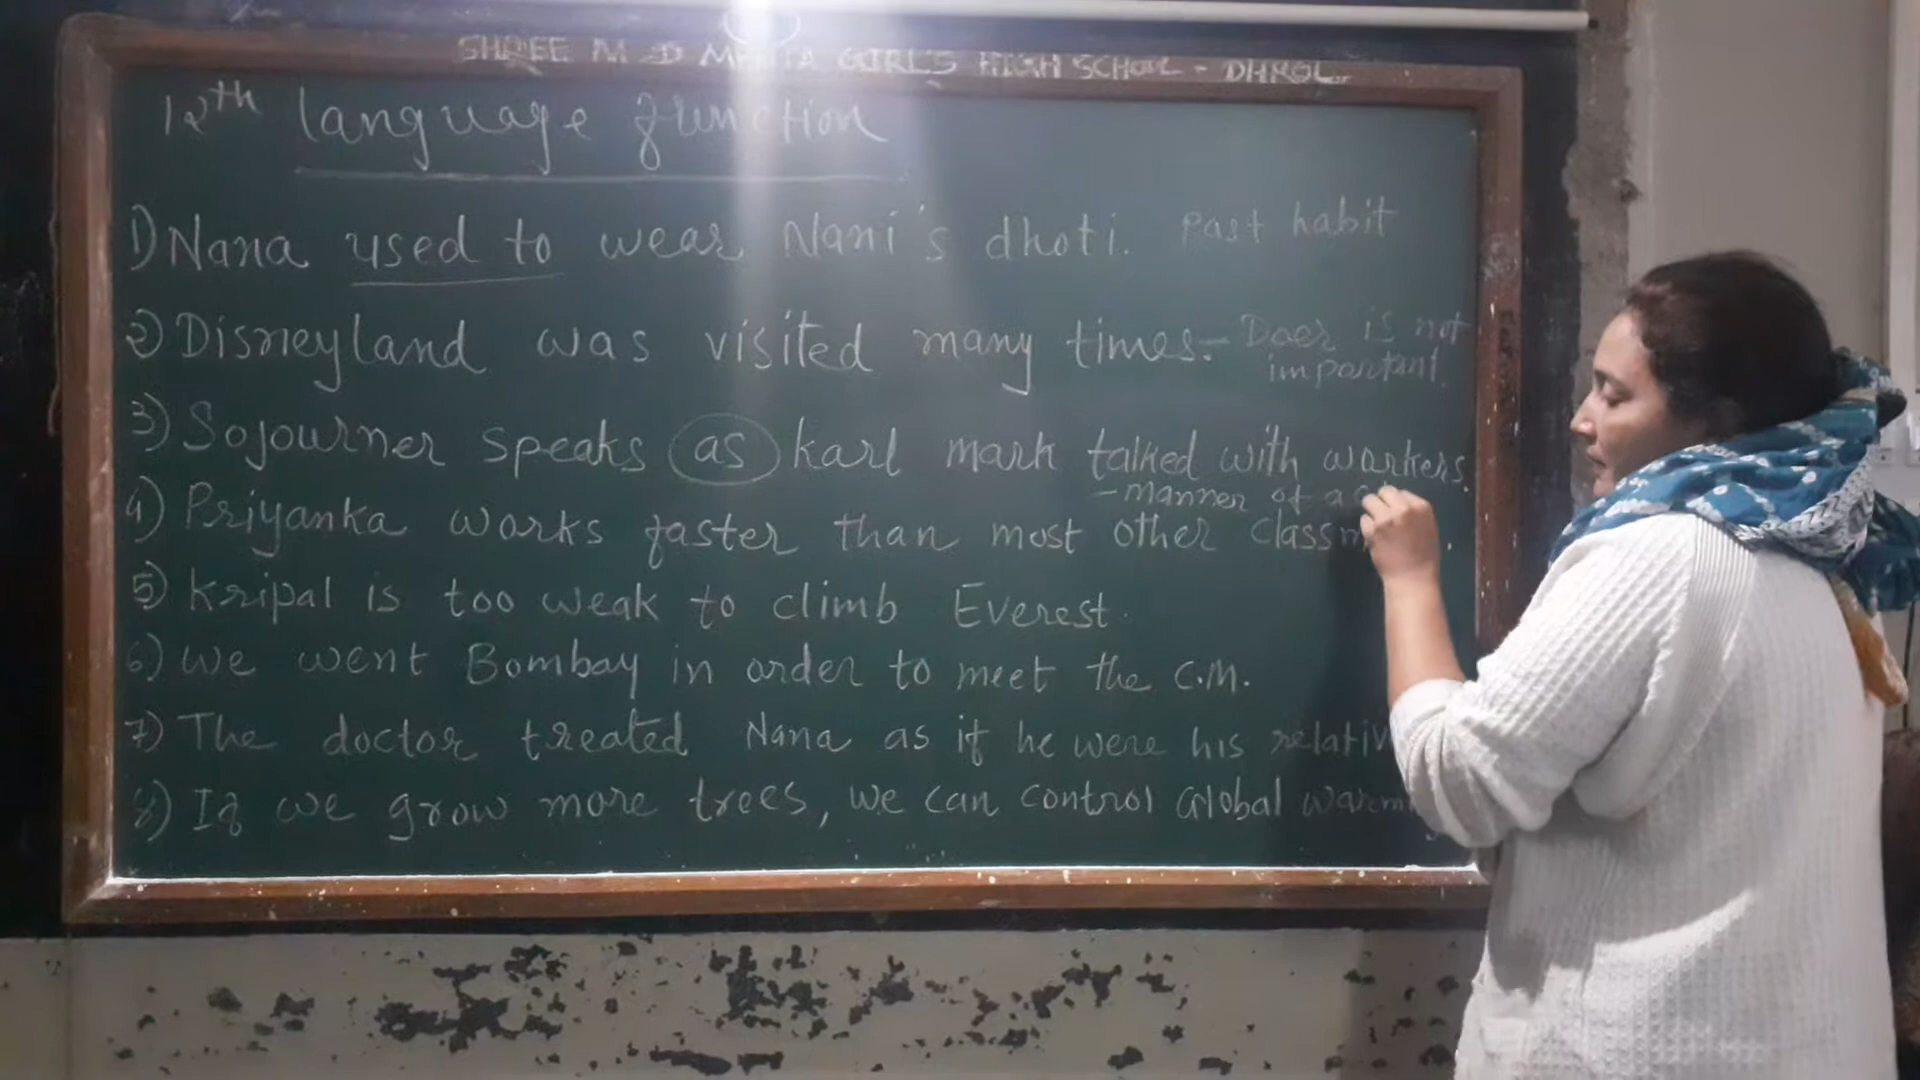 SHREE M D MEHTA GIRL'S HIGH SCHOOL - DHROL.
12th language function
1) Nana used to wear Nani's dhoti. Past habit
2) Disneyland was visited many times. - Doer is not
important.
3) Sojourner speaks as karl mark talked with workers.
- manner of
4) Priyanka works faster than most other
5) Kripal is too weak to climb Everest.
6) We went Bombay in order to meet the C.M.
7) The doctor treated Nana as if he were his
8) If we grow more trees, we can control Global